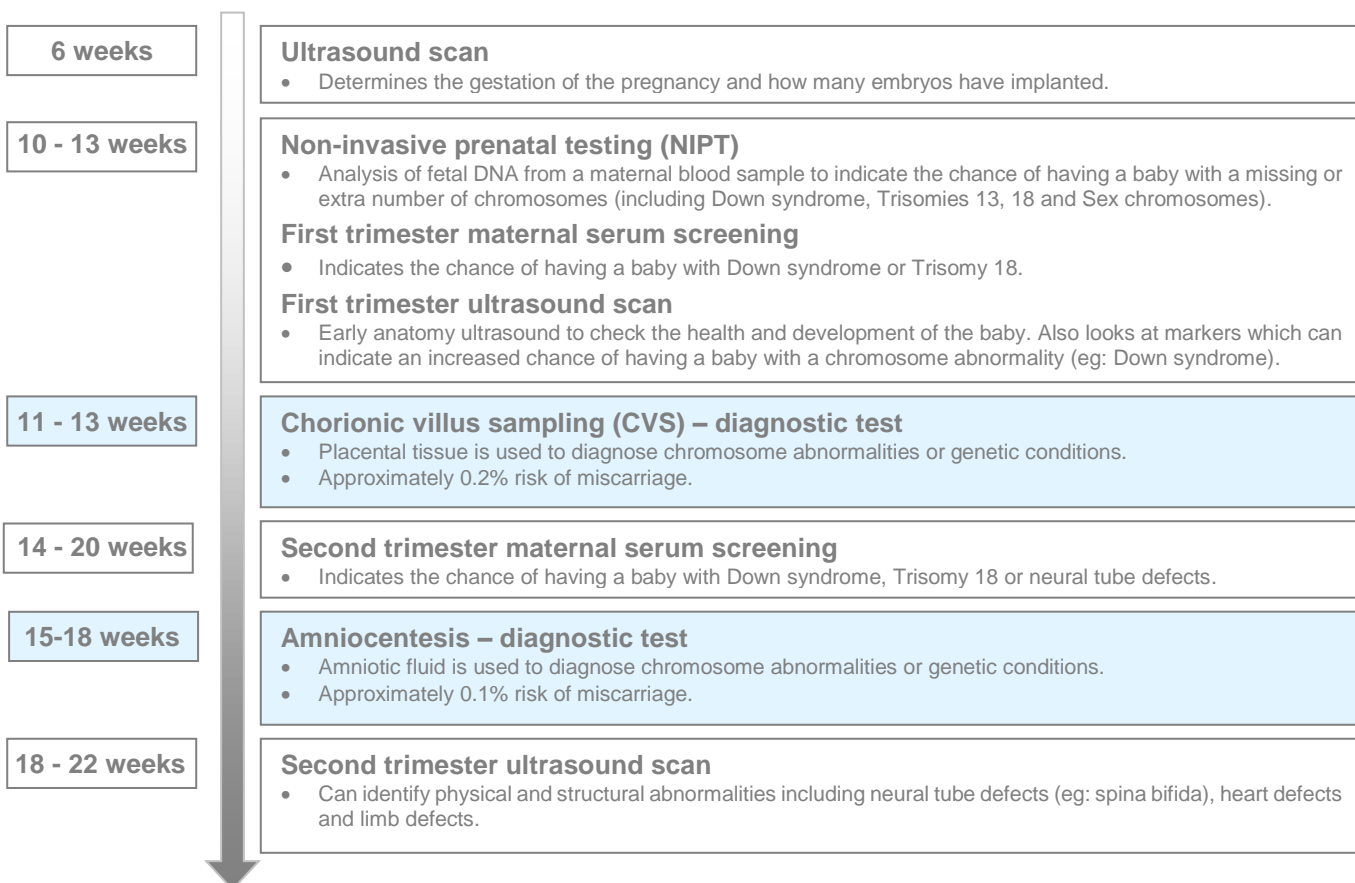 6 weeks
Ultrasound scan
• Determines the gestation of the pregnancy and how many embryos have implanted.
10 - 13 weeks
Non-invasive prenatal testing (NIPT)
• Analysis of fetal DNA from a maternal blood sample to indicate the chance of having a baby with a missing or
extra number of chromosomes (including Down syndrome, Trisomies 13, 18 and Sex chromosomes).
First trimester maternal serum screening
• Indicates the chance of having a baby with Down syndrome or Trisomy 18.
First trimester ultrasound scan
• Early anatomy ultrasound to check the health and development of the baby. Also looks at markers which can
indicate an increased chance of having a baby with a chromosome abnormality (eg: Down syndrome).
11 - 13 weeks
Chorionic villus sampling (CVS) – diagnostic test
• Placental tissue is used to diagnose chromosome abnormalities or genetic conditions.
• Approximately 0.2% risk of miscarriage.
14 - 20 weeks
Second trimester maternal serum screening
• Indicates the chance of having a baby with Down syndrome, Trisomy 18 or neural tube defects.
15-18 weeks
Amniocentesis – diagnostic test
• Amniotic fluid is used to diagnose chromosome abnormalities or genetic conditions.
• Approximately 0.1% risk of miscarriage.
18 - 22 weeks
Second trimester ultrasound scan
• Can identify physical and structural abnormalities including neural tube defects (eg: spina bifida), heart defects
and limb defects.